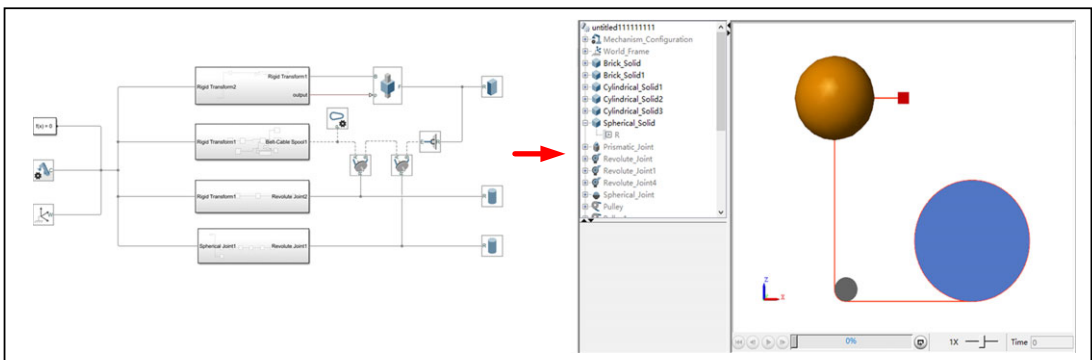 Rigid Transform1
Rigid Transform2
output
B
F
R
f(x) = 0
Rigid Transform1
Belt-Cable Spool1
Rigid Transform1
Revolute Joint2
R
Spherical Joint1
Revolute Joint1
R
untitled111111111
Mechanism_Configuration
World_Frame
Brick_Solid
Brick_Solid1
Cylindrical_Solid1
Cylindrical_Solid2
Cylindrical_Solid3
Spherical_Solid
R
Prismatic_Joint
Revolute_Joint
Revolute_Joint1
Revolute_Joint4
Spherical_Joint
Pulley
Z
X
0%
1X
Time
0